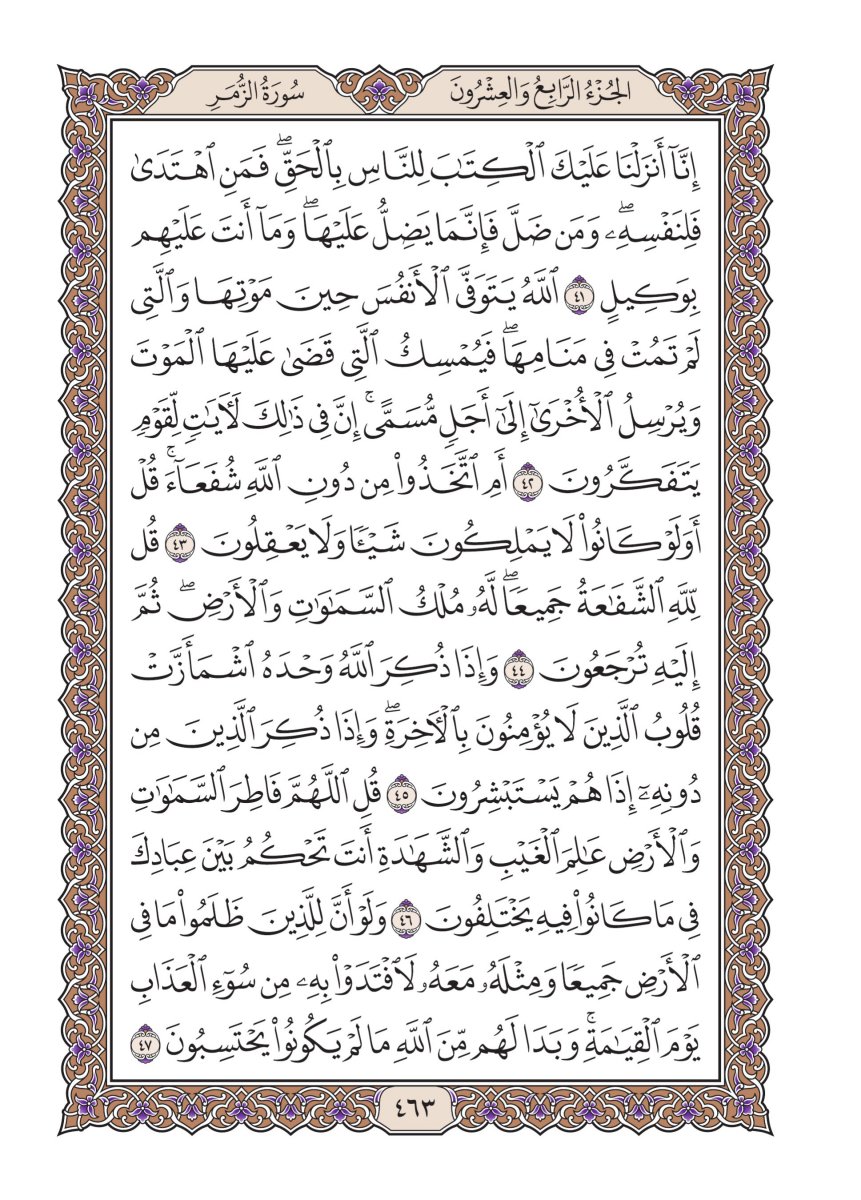 الجُزْءُ الرَّابِعُ وَالعِشْرُونَ
سُورَةُ الزُّمَرِ
إِنَّآ أَنزَلْنَا عَلَيْكَ ٱلْكِتَٰبَ لِلنَّاسِ بِٱلْحَقِّۖ فَمَنِ ٱهْتَدَىٰ
فَلِنَفْسِهِۦۖ وَمَن ضَلَّ فَإِنَّمَا يَضِلُّ عَلَيْهَاۖ وَمَآ أَنتَ عَلَيْهِم
بِوَكِيلٍ ٤١ ٱللَّهُ يَتَوَفَّى ٱلْأَنفُسَ حِينَ مَوْتِهَا وَٱلَّتِى
لَمْ تَمُتْ فِى مَنَامِهَاۖ فَيُمْسِكُ ٱلَّتِى قَضَىٰ عَلَيْهَا ٱلْمَوْتَ
وَيُرْسِلُ ٱلْأُخْرَىٰٓ إِلَىٰٓ أَجَلٍ مُّسَمًّىۚ إِنَّ فِى ذَٰلِكَ لَءَايَٰتٍ لِّقَوْمٍ
يَتَفَكَّرُونَ ٤٢ أَمِ ٱتَّخَذُوا۟ مِن دُونِ ٱللَّهِ شُفَعَآءَۚ قُلْ
أَوَلَوْ كَانُوا۟ لَا يَمْلِكُونَ شَيْـًٔا وَلَا يَعْقِلُونَ ٤٣ قُل
لِّلَّهِ ٱلشَّفَٰعَةُ جَمِيعًاۖ لَّهُۥ مُلْكُ ٱلسَّمَٰوَٰتِ وَٱلْأَرْضِۖ ثُمَّ
إِلَيْهِ تُرْجَعُونَ ٤٤ وَإِذَا ذُكِرَ ٱللَّهُ وَحْدَهُ ٱشْمَأَزَّتْ
قُلُوبُ ٱلَّذِينَ لَا يُؤْمِنُونَ بِٱلْءَاخِرَةِۖ وَإِذَا ذُكِرَ ٱلَّذِينَ مِن
دُونِهِۦٓ إِذَا هُمْ يَسْتَبْشِرُونَ ٤٥ قُلِ ٱللَّهُمَّ فَاطِرَ ٱلسَّمَٰوَٰتِ
وَٱلْأَرْضِ عَٰلِمَ ٱلْغَيْبِ وَٱلشَّهَٰدَةِ أَنتَ تَحْكُمُ بَيْنَ عِبَادِكَ
فِى مَا كَانُوا۟ فِيهِ يَخْتَلِفُونَ ٤٦ وَلَوْ أَنَّ لِلَّذِينَ ظَلَمُوا۟ مَا فِى
ٱلْأَرْضِ جَمِيعًا وَمِثْلَهُۥ مَعَهُۥ لَٱفْتَدَوْا۟ بِهِۦ مِن سُوٓءِ ٱلْعَذَابِ
يَوْمَ ٱلْقِيَٰمَةِۚ وَبَدَا لَهُم مِّنَ ٱللَّهِ مَا لَمْ يَكُونُوا۟ يَحْتَسِبُونَ ٤٧
٤٦٣